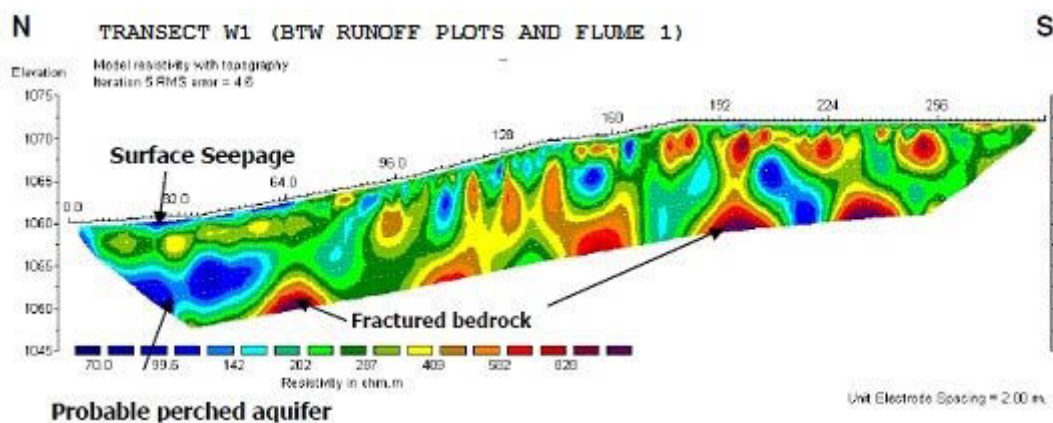 N
TRANSECT W1 (BTW RUNOFF PLOTS AND FLUME 1)
S
Model resistivity with topography
Elevation
Iteration 5 RMS error = 4.6
1075
192 224 256
1070
160
128
Surface Seepage
96.0
1065
64.0
32.0
0.0
1060
1055
1050
Fractured bedrock
1045
70.0 99.5 142 202 287 409 582 828
Resistivity in ohm.m
Unit Electrode Spacing = 2.00 m.
Probable perched aquifer